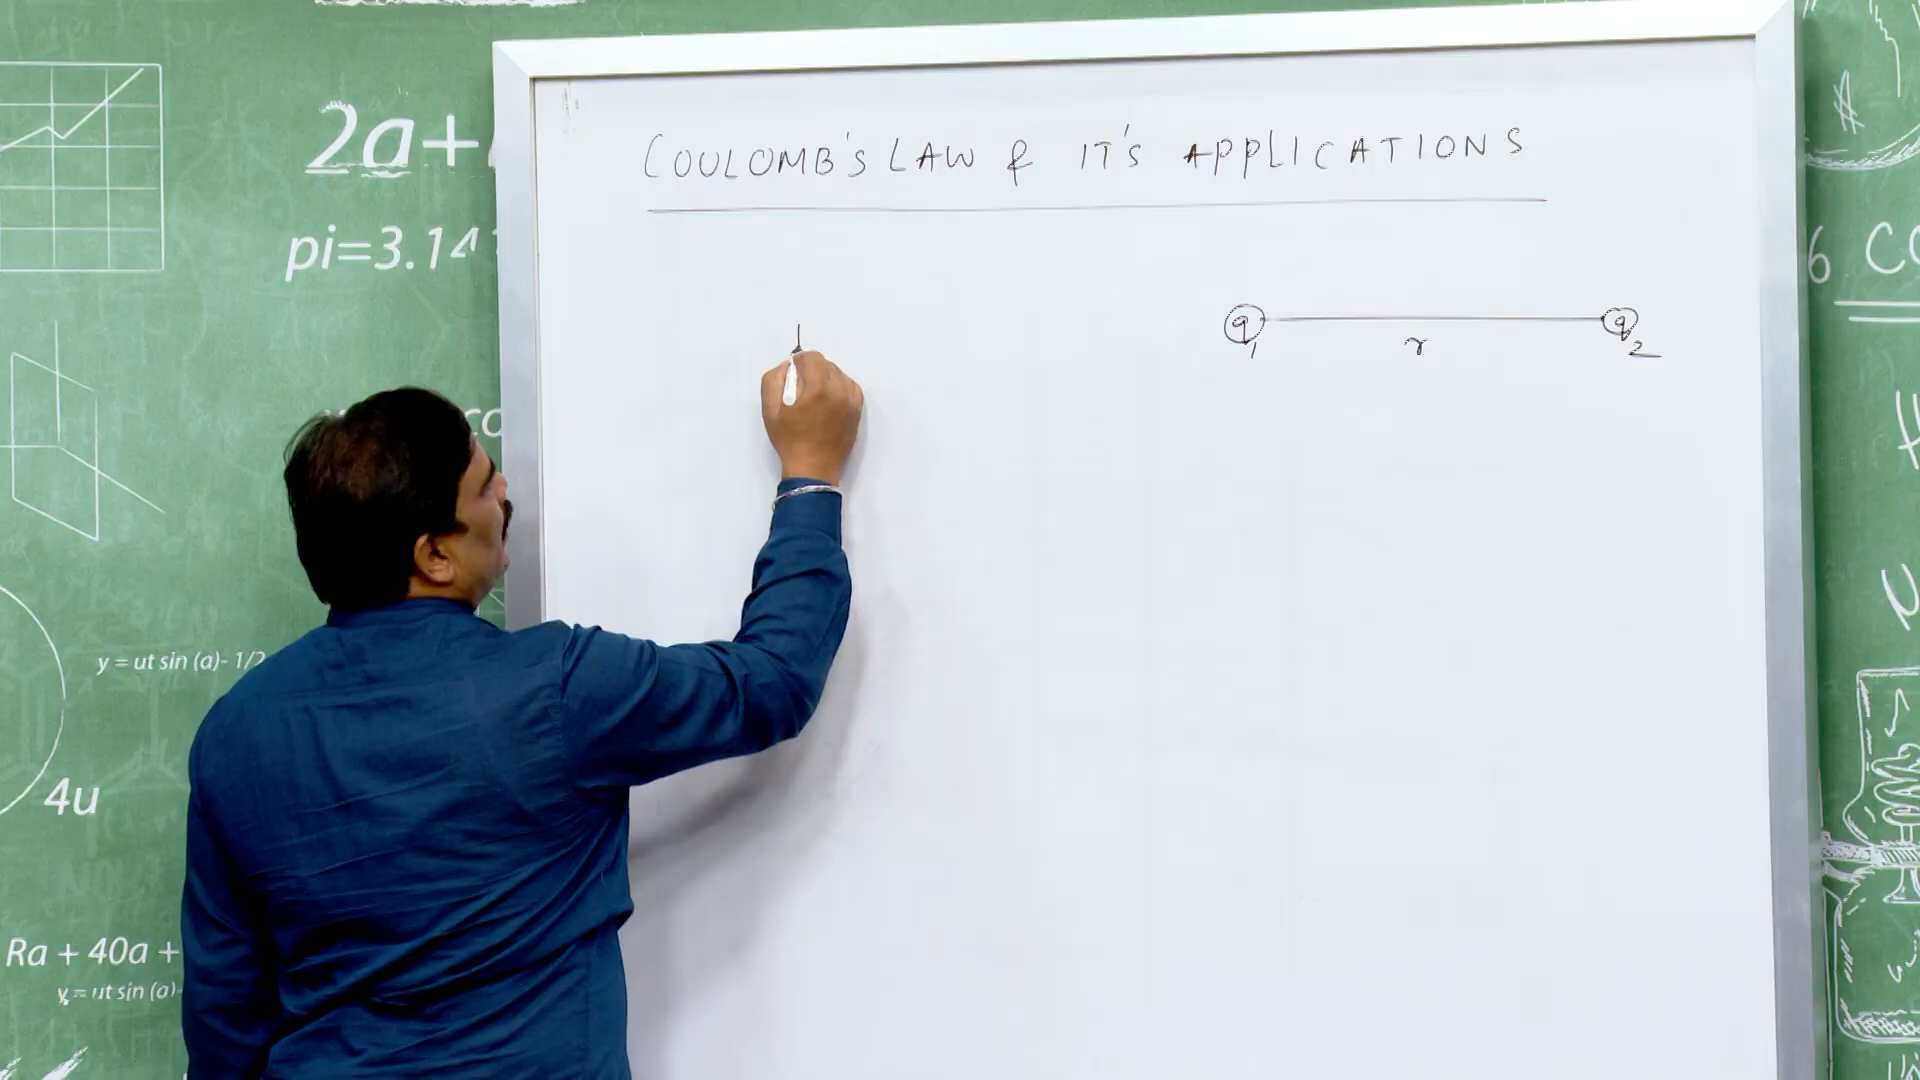 2a+
pi=3.14
COULOMB'S LAW & IT'S APPLICATIONS
q1 r q2
6 CO
y = ut sin (a)- 1/2
4u
Ra + 40a +
y = ut sin (a)-